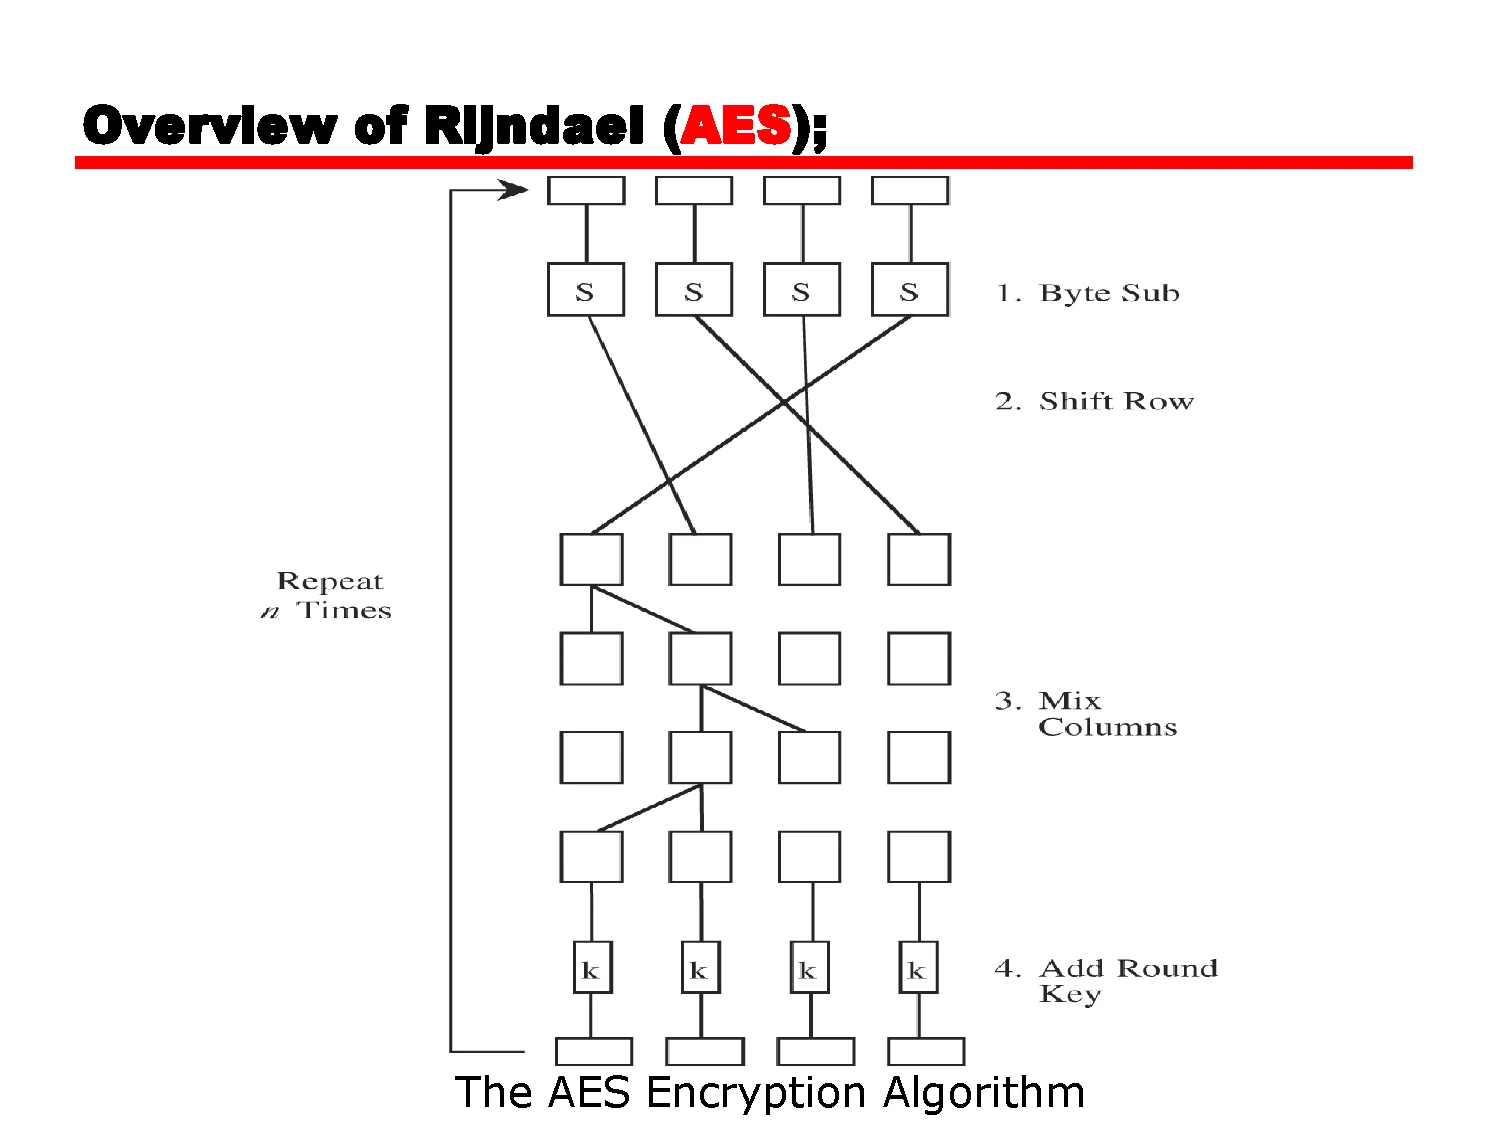 Overview of Rijndael (AES);
S S S S
1. Byte Sub
2. Shift Row
Repeat
n Times
3. Mix
Columns
k k k k
4. Add Round
Key
The AES Encryption Algorithm